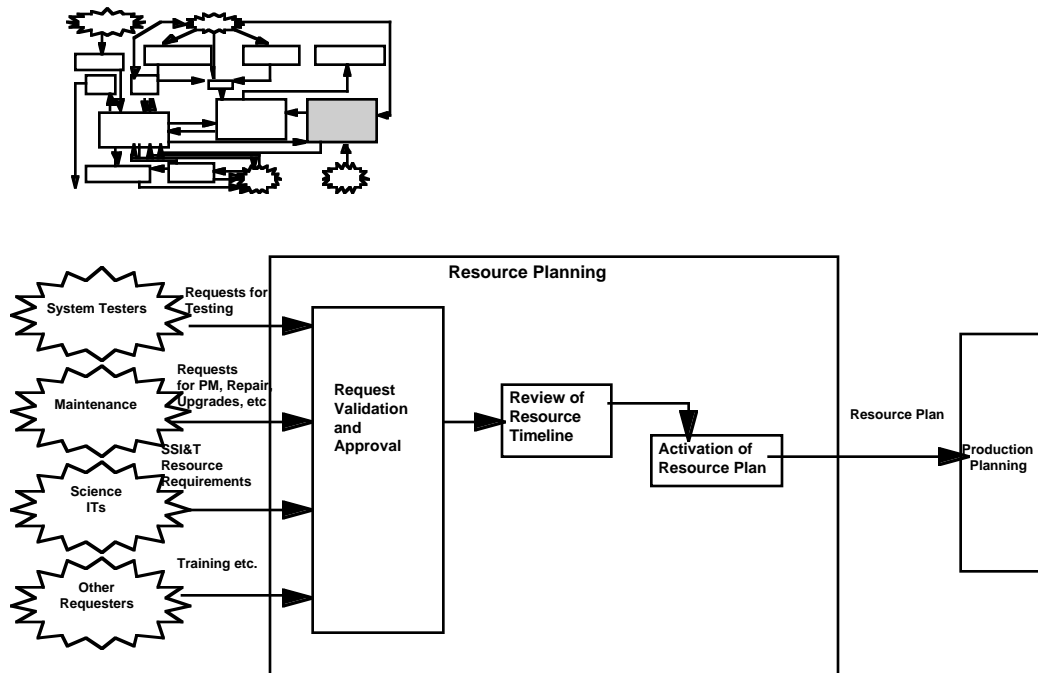 Resource Planning
System Testers
Requests for
Testing
Maintenance
Requests
for PM, Repair,
Upgrades, etc
Science
ITs
SSI&T
Resource
Requirements
Other
Requesters
Training etc.
Request
Validation
and
Approval
Review of
Resource
Timeline
Activation of
Resource Plan
Resource Plan
Production
Planning